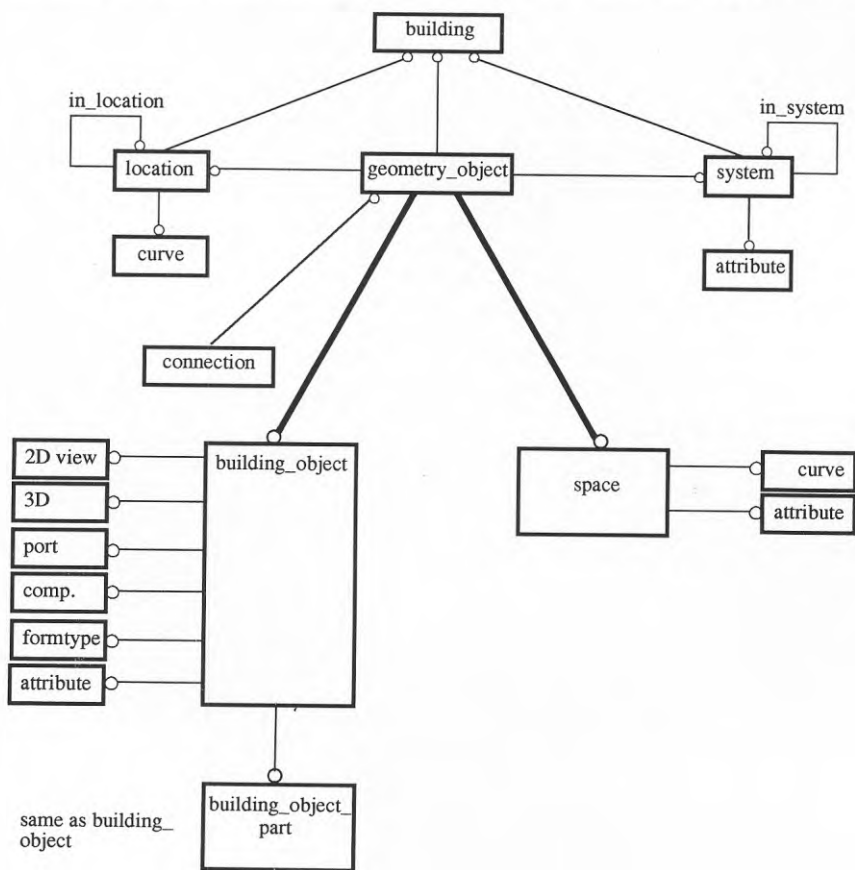 building
in_location
in_system
location
geometry_object
system
curve
attribute
connection
2D view
3D
port
comp.
formtype
attribute
building_object
space
curve
attribute
same as building_
object
building_object_
part